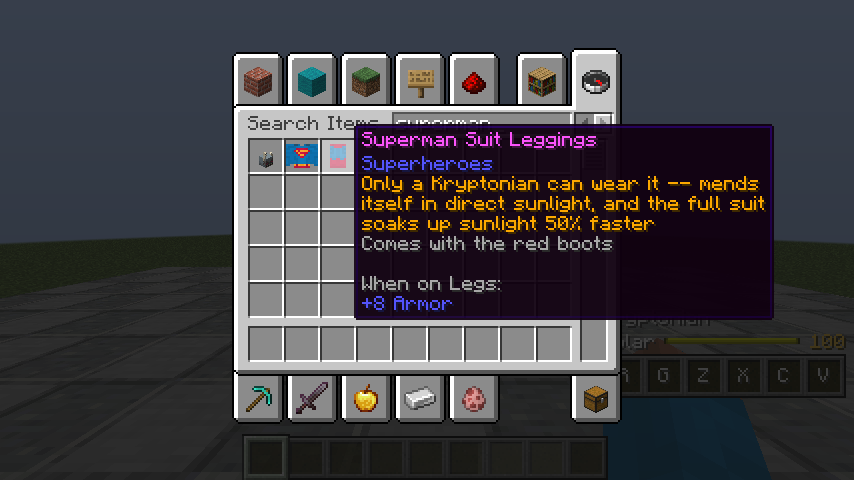 Search Items
superman
Superman Suit Leggings
Superheroes
Only a Kryptonian can wear it -- mends
itself in direct sunlight, and the full suit
soaks up sunlight 50% faster
Comes with the red boots
When on Legs:
+8 Armor
100
G Z X C V